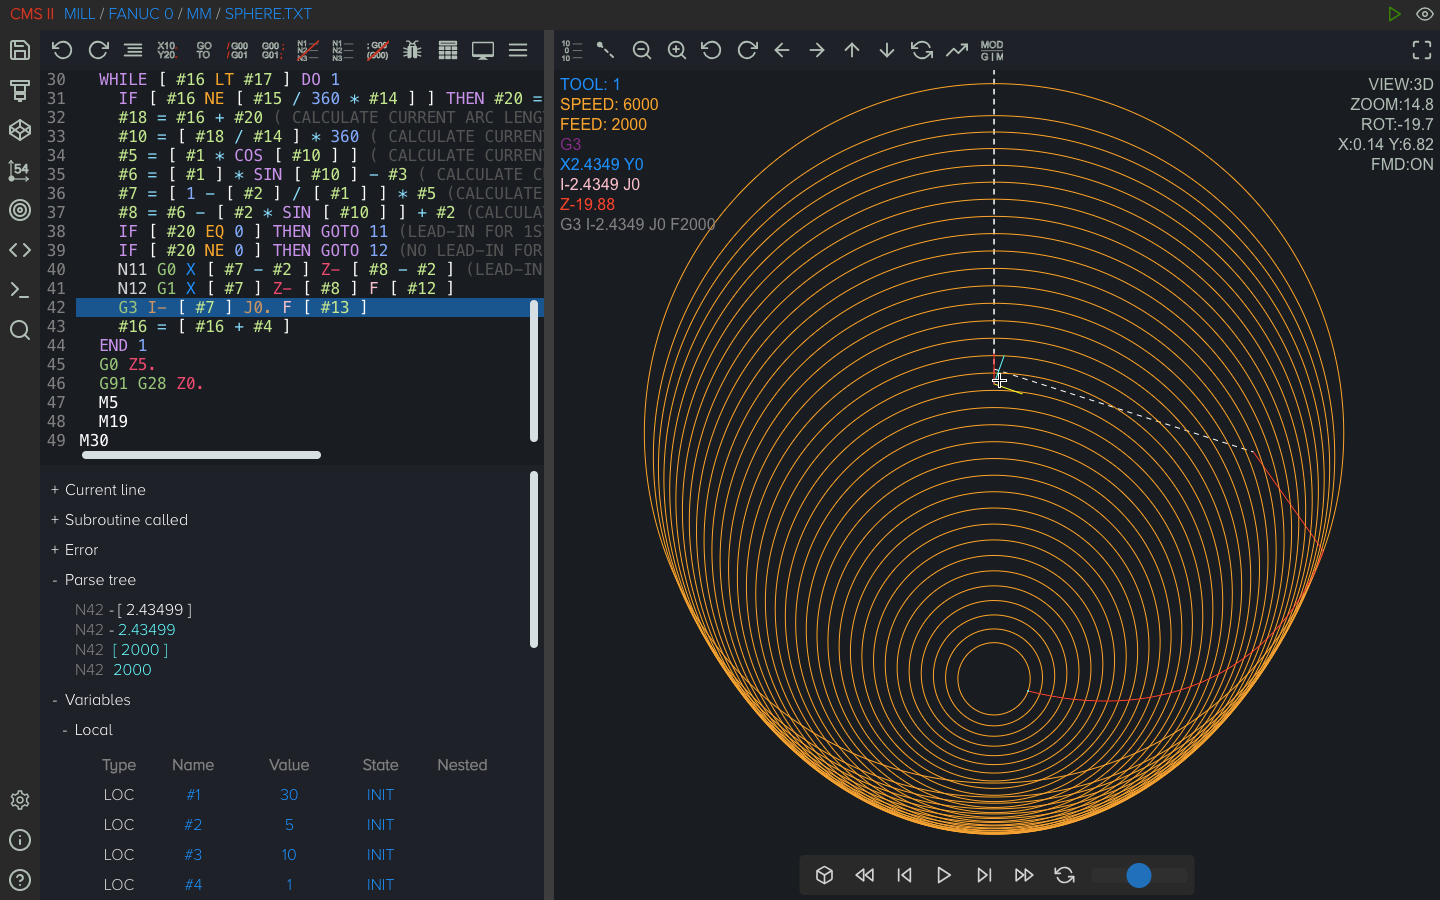 CMS II MILL / FANUC 0 / MM / SPHERE.TXT
X10 Y20 GO TO /G00 G01 G00: G01: N1 N2 N3 N1 N2 N3 (G00)
30 WHILE [ #16 LT #17 ] DO 1
31 IF [ #16 NE [ #15 / 360 * #14 ] ] THEN #20 =
32 #18 = #16 + #20 ( CALCULATE CURRENT ARC LENG
33 #10 = [ #18 / #14 ] * 360 ( CALCULATE CURREN
34 #5 = [ #1 * COS [ #10 ] ] ( CALCULATE CURREN
35 #6 = [ #1 ] * SIN [ #10 ] - #3 ( CALCULATE C
36 #7 = [ 1 - [ #2 ] / [ #1 ] ] * #5 (CALCULATE
37 #8 = #6 - [ #2 * SIN [ #10 ] ] + #2 (CALCULA
38 IF [ #20 EQ 0 ] THEN GOTO 11 (LEAD-IN FOR 1S
39 IF [ #20 NE 0 ] THEN GOTO 12 (NO LEAD-IN FOR
40 N11 G0 X [ #7 - #2 ] Z- [ #8 - #2 ] (LEAD-IN
41 N12 G1 X [ #7 ] Z- [ #8 ] F [ #12 ]
42 G3 I- [ #7 ] J0. F [ #13 ]
43 #16 = [ #16 + #4 ]
44 END 1
45 G0 Z5.
46 G91 G28 Z0.
47 M5
48 M19
49 M30
+ Current line
+ Subroutine called
+ Error
- Parse tree
N42 - [ 2.43499 ]
N42 - 2.43499
N42 [ 2000 ]
N42 2000
- Variables
- Local
Type Name Value State Nested
LOC #1 30 INIT
LOC #2 5 INIT
LOC #3 10 INIT
LOC #4 1 INIT
MOD G M
TOOL: 1
SPEED: 6000
FEED: 2000
G3
X2.4349 Y0
I-2.4349 J0
Z-19.88
G3 I-2.4349 J0 F2000
VIEW:3D
ZOOM:14.8
ROT:-19.7
X:0.14 Y:6.82
FMD:ON
54